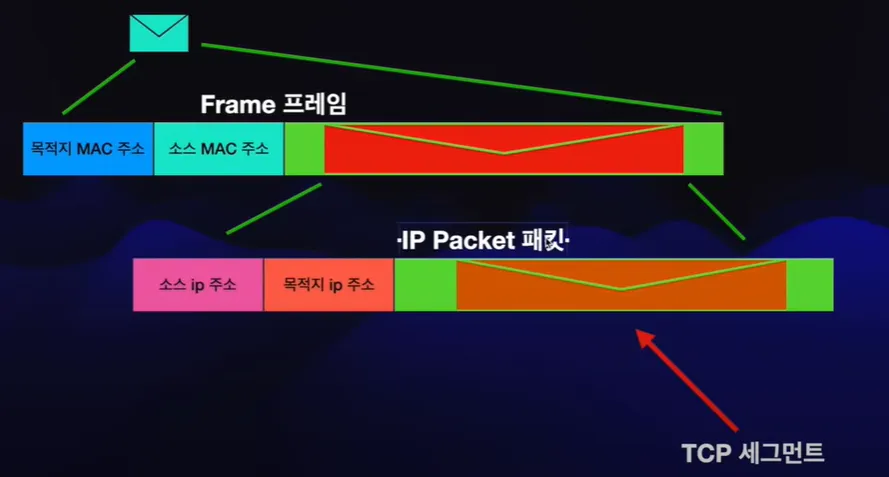 Frame 프레임
목적지 MAC 주소
소스 MAC 주소
·IP Packet 패킷·
소스 ip 주소
목적지 ip 주소
TCP 세그먼트